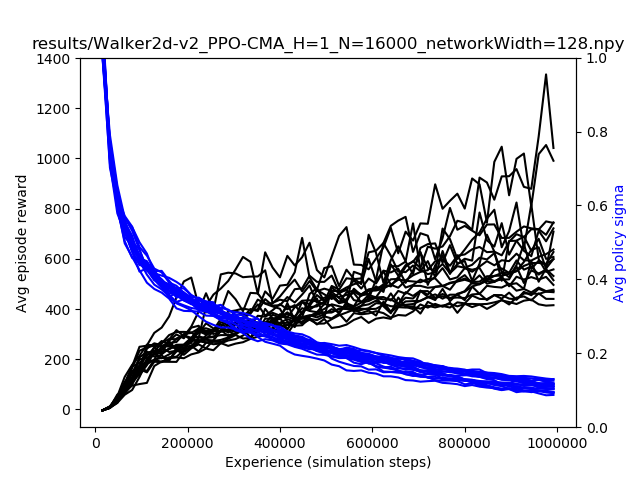 results/Walker2d-v2_PPO-CMA_H=1_N=16000_networkWidth=128.npy
1400
1200
1000
800
600
400
200
0
Avg episode reward
1.0
0.8
0.6
0.4
0.2
0.0
Avg policy sigma
0 200000 400000 600000 800000 1000000
Experience (simulation steps)